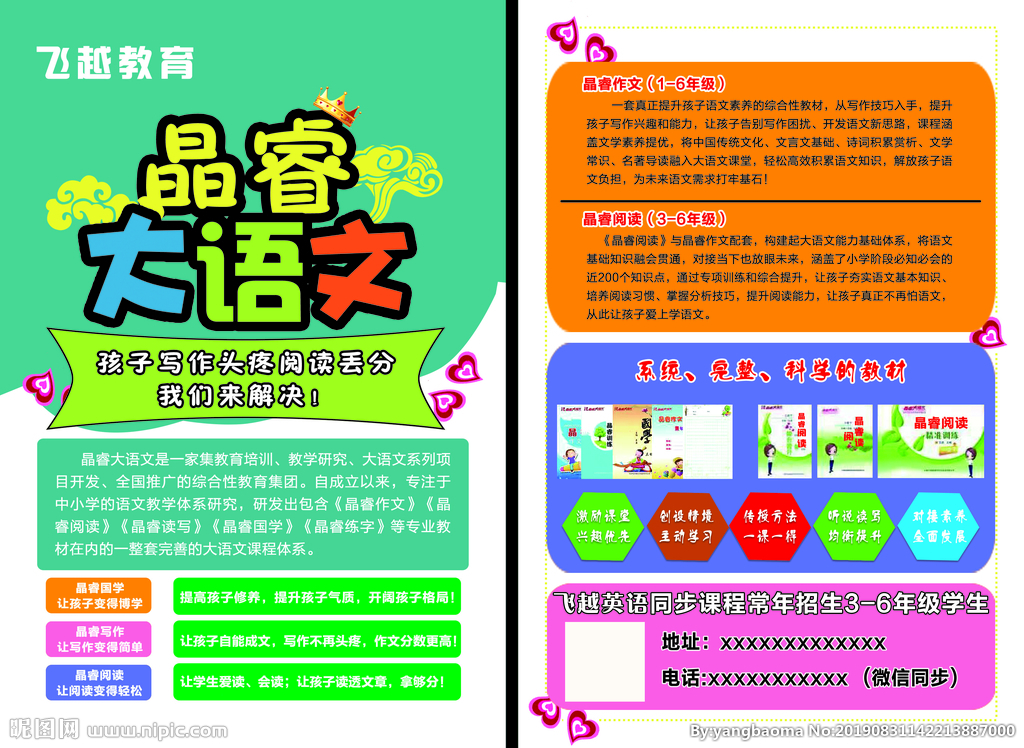 飞越教育
晶睿
大语文
孩子写作头疼阅读丢分
我们来解决！
晶睿大语文是一家集教育培训、教学研究、大语文系列项
目开发、全国推广的综合性教育集团。自成立以来，专注于
中小学的语文教学体系研究，研发出包含《晶睿作文》《晶
睿阅读》《晶睿读写》《晶睿国学》《晶睿练字》等专业教
材在内的一整套完善的大语文课程体系。
晶睿国学
让孩子变得博学
提高孩子修养，提升孩子气质，开阔孩子格局！
晶睿写作
让写作变得简单
让孩子自能成文，写作不再头疼，作文分数更高！
晶睿阅读
让阅读变得轻松
让学生爱读、会读；让孩子读透文章，拿够分！
昵图网 www.nipic.com
晶睿作文（1-6年级）
一套真正提升孩子语文素养的综合性教材，从写作技巧入手，提升
孩子写作兴趣和能力，让孩子告别写作困扰、开发语文新思路，课程涵
盖文学素养提优，将中国传统文化、文言文基础、诗词积累赏析、文学
常识、名著导读融入大语文课堂，轻松高效积累语文知识，解放孩子语
文负担，为未来语文需求打牢基石！
晶睿阅读（3-6年级）
《晶睿阅读》与晶睿作文配套，构建起大语文能力基础体系，将语文
基础知识融会贯通，对接当下也放眼未来，涵盖了小学阶段必知必会的
近200个知识点，通过专项训练和综合提升，让孩子夯实语文基本知识、
培养阅读习惯、掌握分析技巧，提升阅读能力，让孩子真正不再怕语文，
从此让孩子爱上学语文。
系统、完整、科学的教材
晶睿训练
国学
晶睿阅读
晶睿阅读
晶睿阅读
精准训练
激励课堂
兴趣优先
创设情境
主动学习
传授方法
一课一得
听说读写
均衡提升
对接素养
全面发展
飞越英语同步课程常年招生3-6年级学生
地址：xxxxxxxxxxxxx
电话:xxxxxxxxxxx （微信同步）
By:yangbaoma No:20190831142213887000